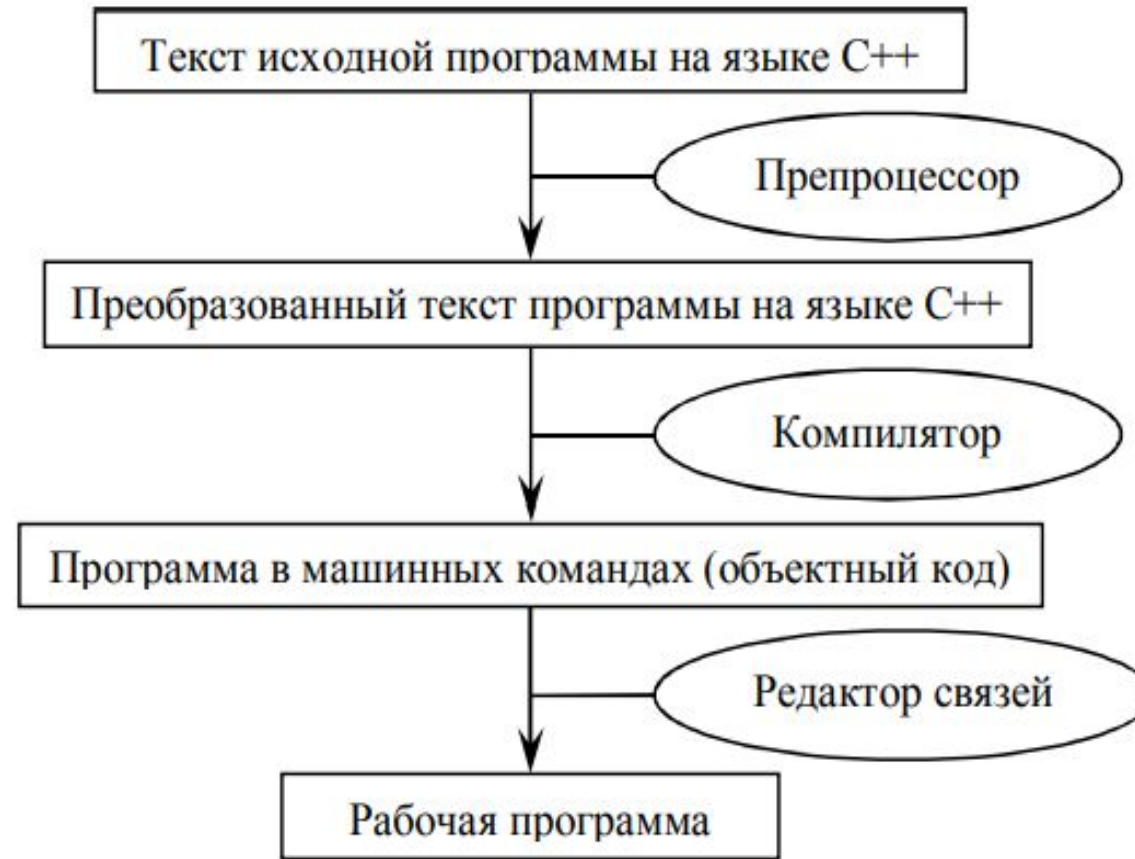 Текст исходной программы на языке С++
Препроцессор
Преобразованный текст программы на языке С++
Компилятор
Программа в машинных командах (объектный код)
Редактор связей
Рабочая программа